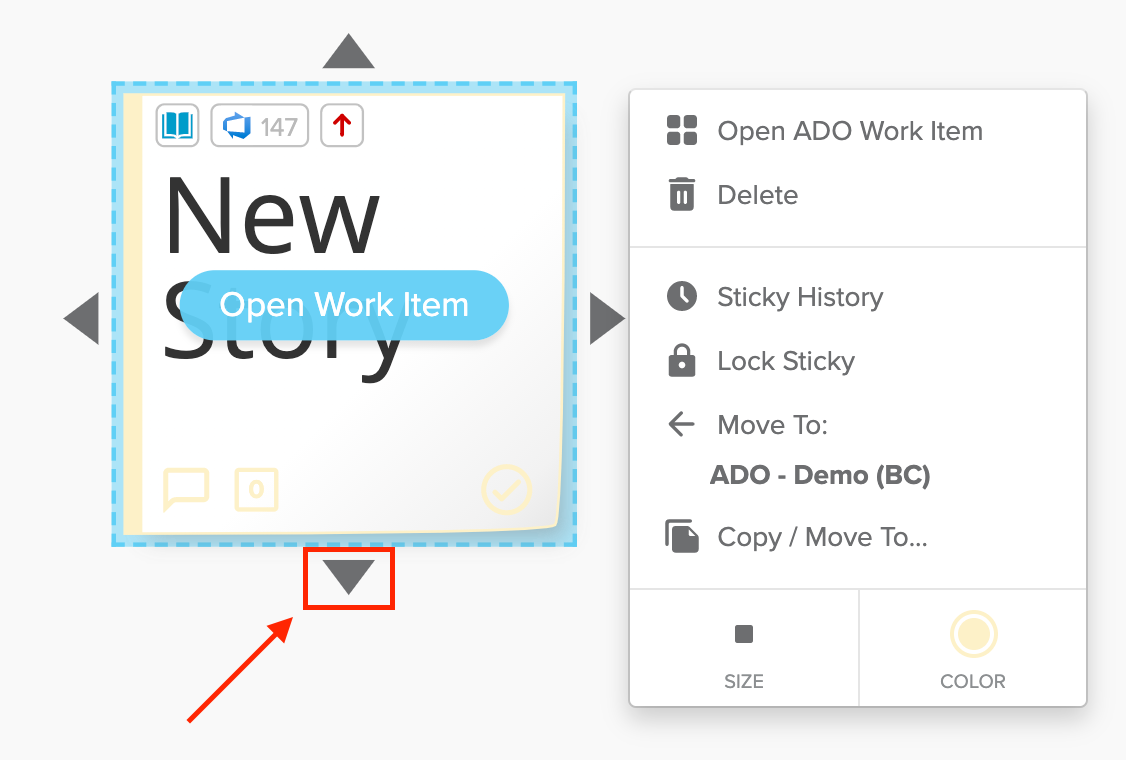 147
New
Story
Open Work Item
0
Open ADO Work Item
Delete
Sticky History
Lock Sticky
Move To:
ADO - Demo (BC)
Copy / Move To...
SIZE
COLOR